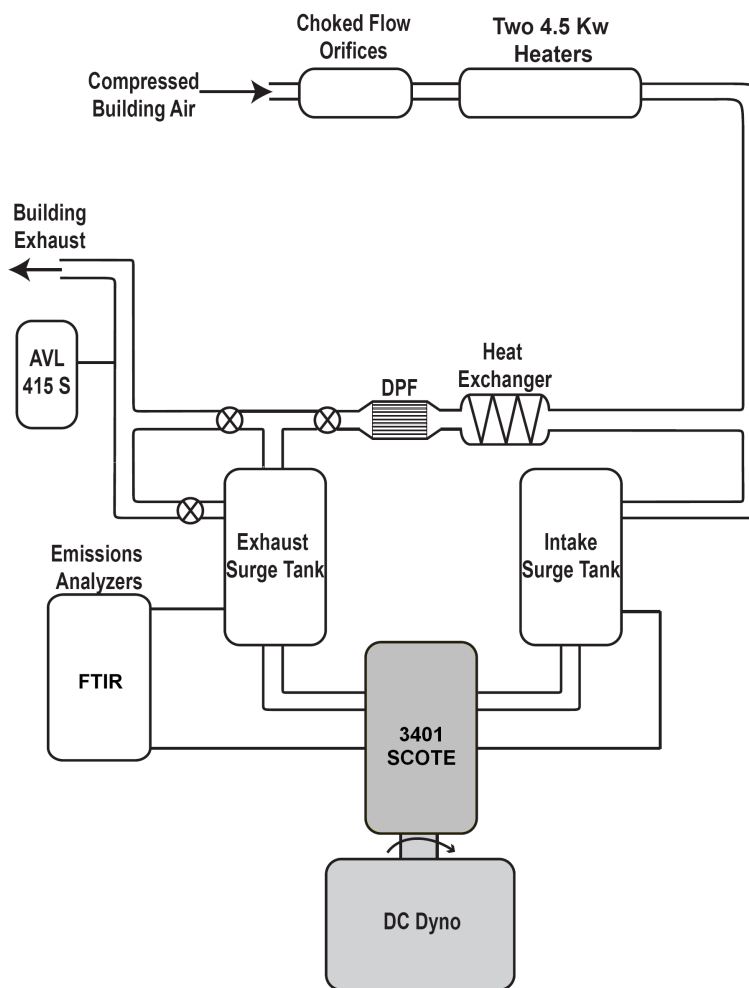 Choked Flow
Orifices
Two 4.5 Kw
Heaters
Compressed
Building Air
Building
Exhaust
AVL
415 S
DPF
Heat
Exchanger
Exhaust
Surge Tank
Intake
Surge Tank
Emissions
Analyzers
FTIR
3401
SCOTE
DC Dyno